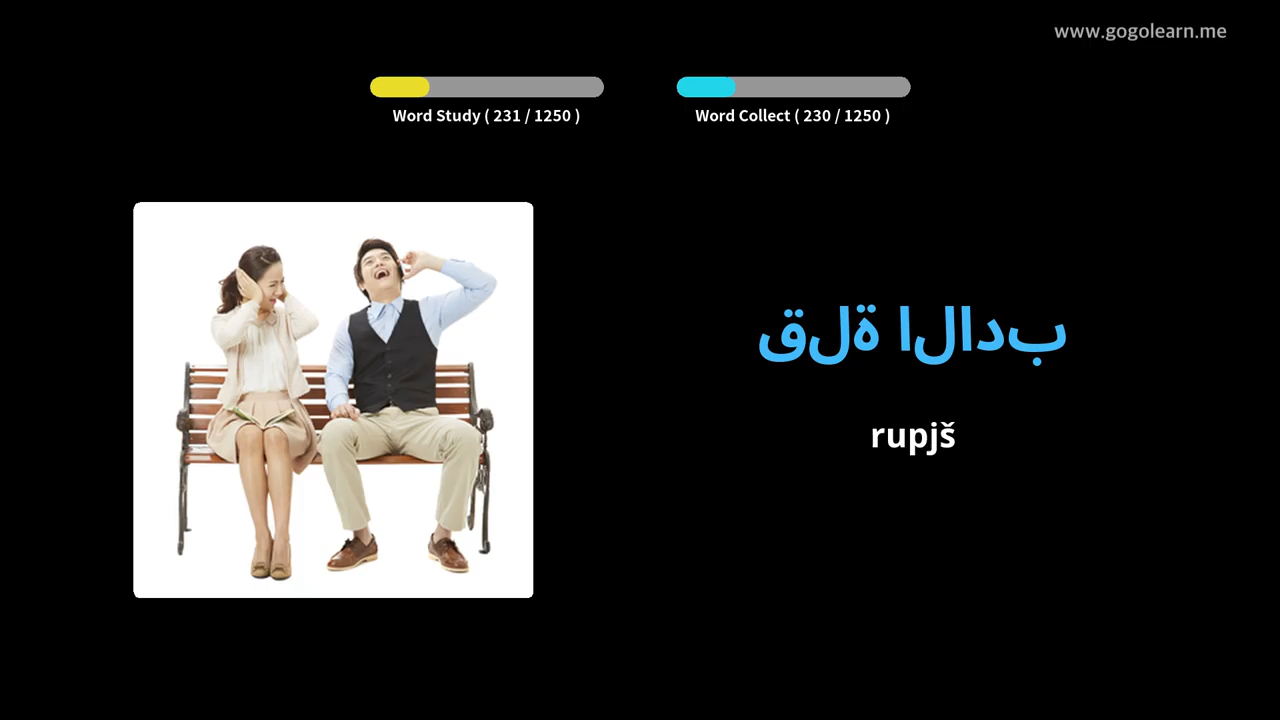 www.gogolearn.me
Word Study ( 231 / 1250 )
Word Collect ( 230 / 1250 )
قلة الادب
rupjš